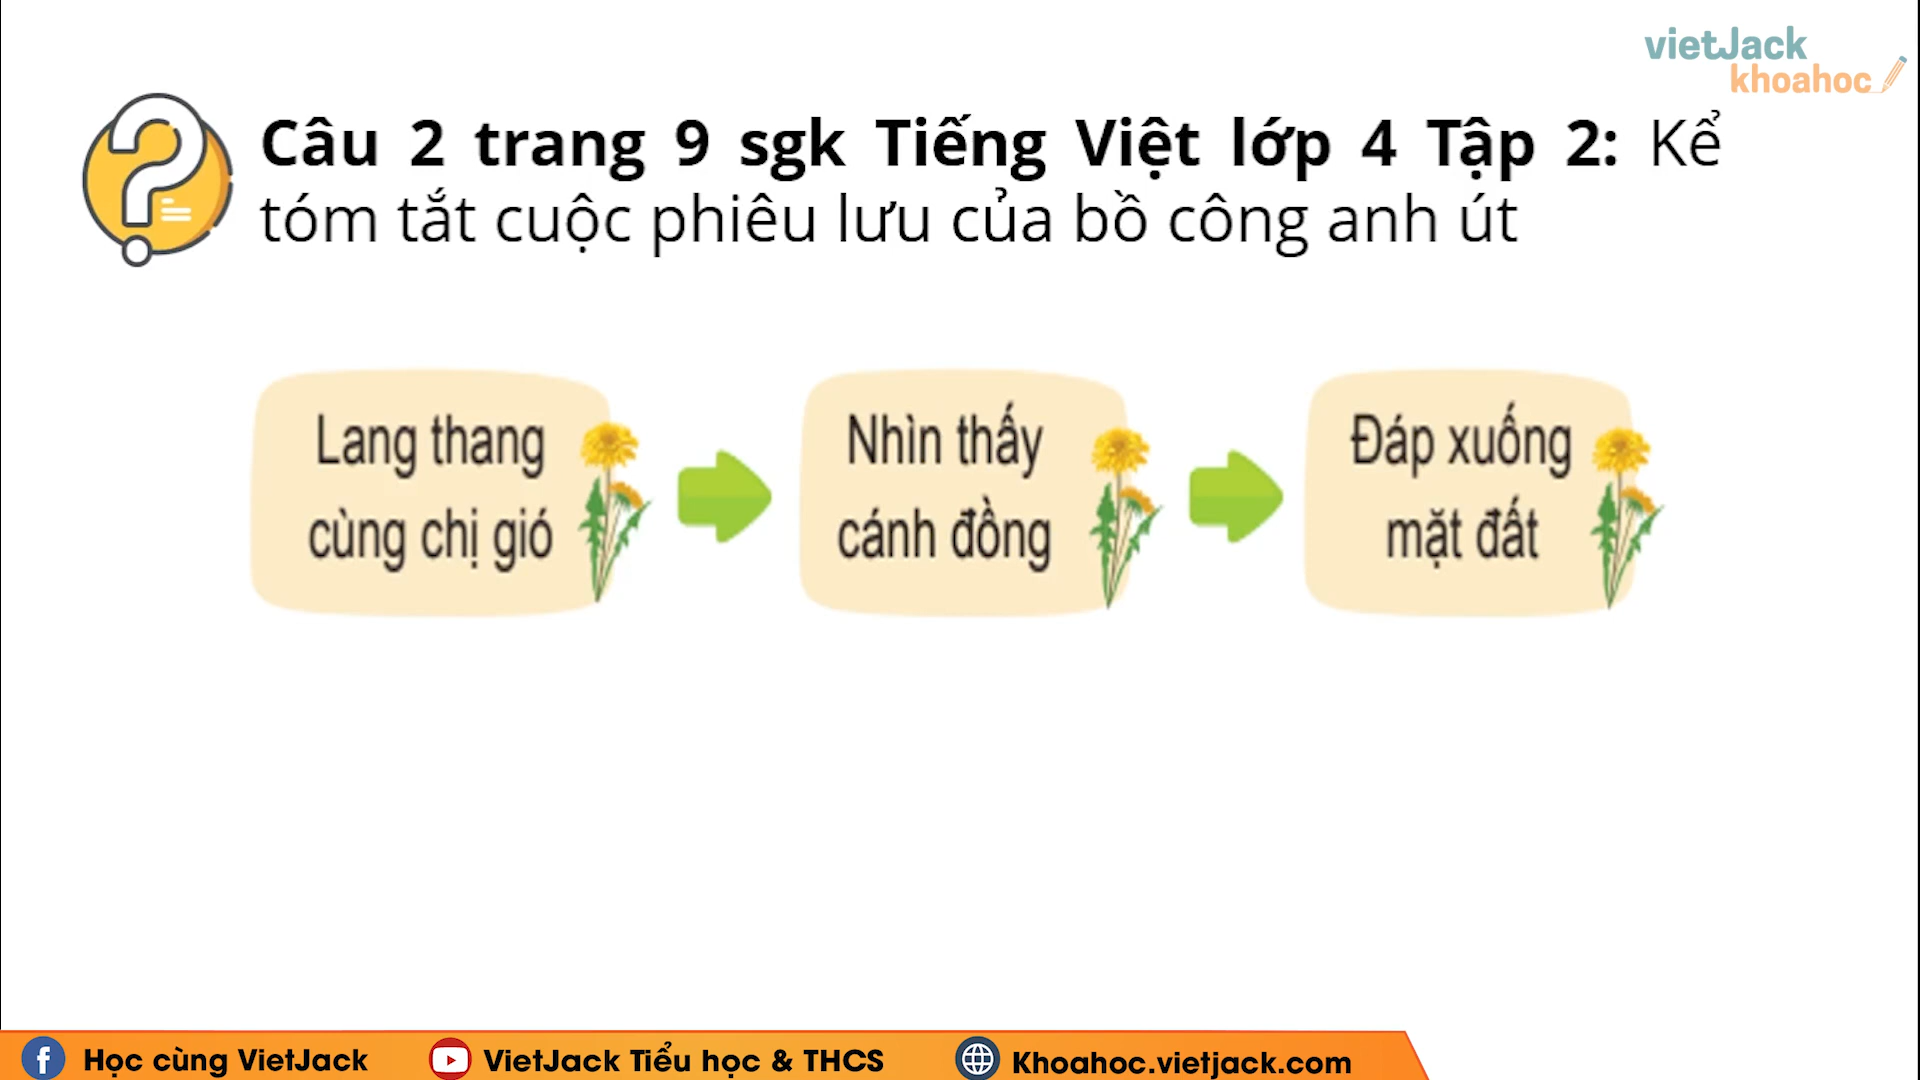 vietJack
khoahoc
Câu 2 trang 9 sgk Tiếng Việt lớp 4 Tập 2: Kể
tóm tắt cuộc phiêu lưu của bồ công anh út
Lang thang
cùng chị gió
Nhìn thấy
cánh đồng
Đáp xuống
mặt đất
Học cùng VietJack
VietJack Tiểu học & THCS
Khoahoc.vietjack.com